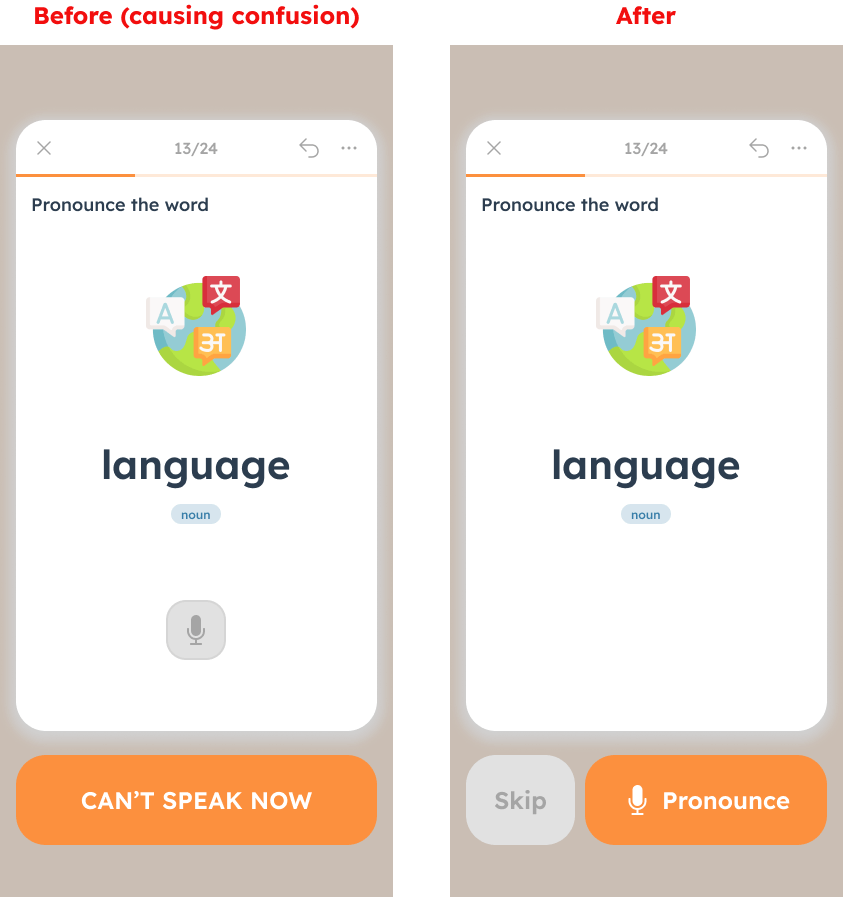 Before (causing confusion)
13/24
Pronounce the word
A
文
अ
language
noun
CAN’T SPEAK NOW
After
13/24
Pronounce the word
A
文
अ
language
noun
Skip
Pronounce